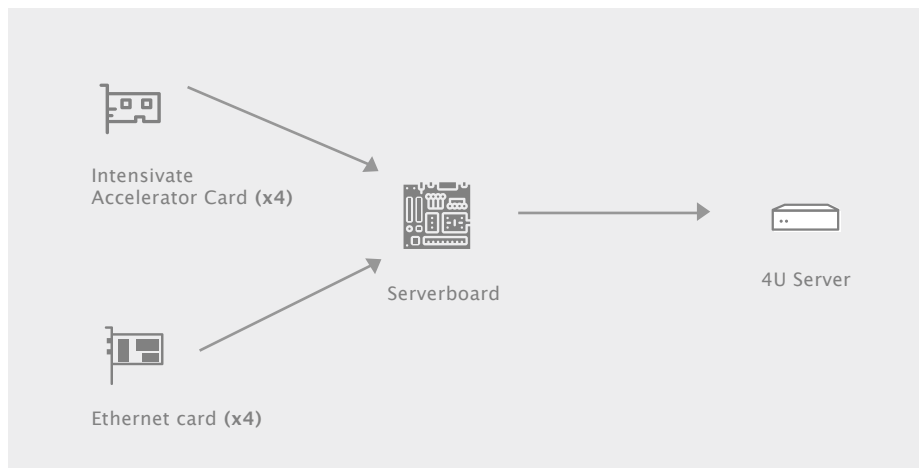 Intensivate
Accelerator Card (x4)
Serverboard
4U Server
Ethernet card (x4)